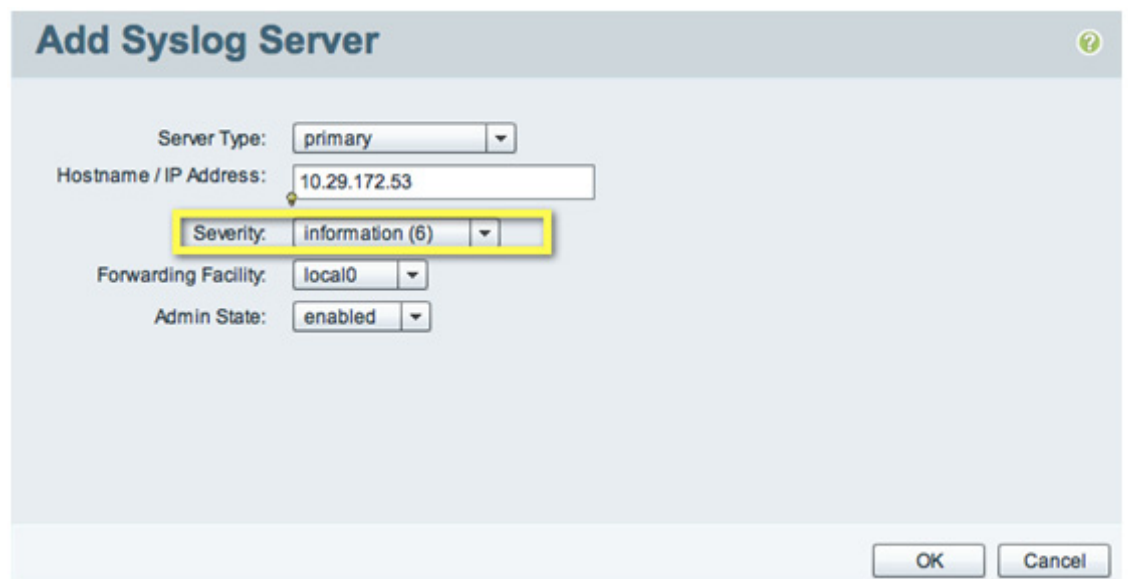 Add Syslog Server
?
Server Type: primary
Hostname / IP Address: 10.29.172.53
Severity: information (6)
Forwarding Facility: local0
Admin State: enabled
OK Cancel